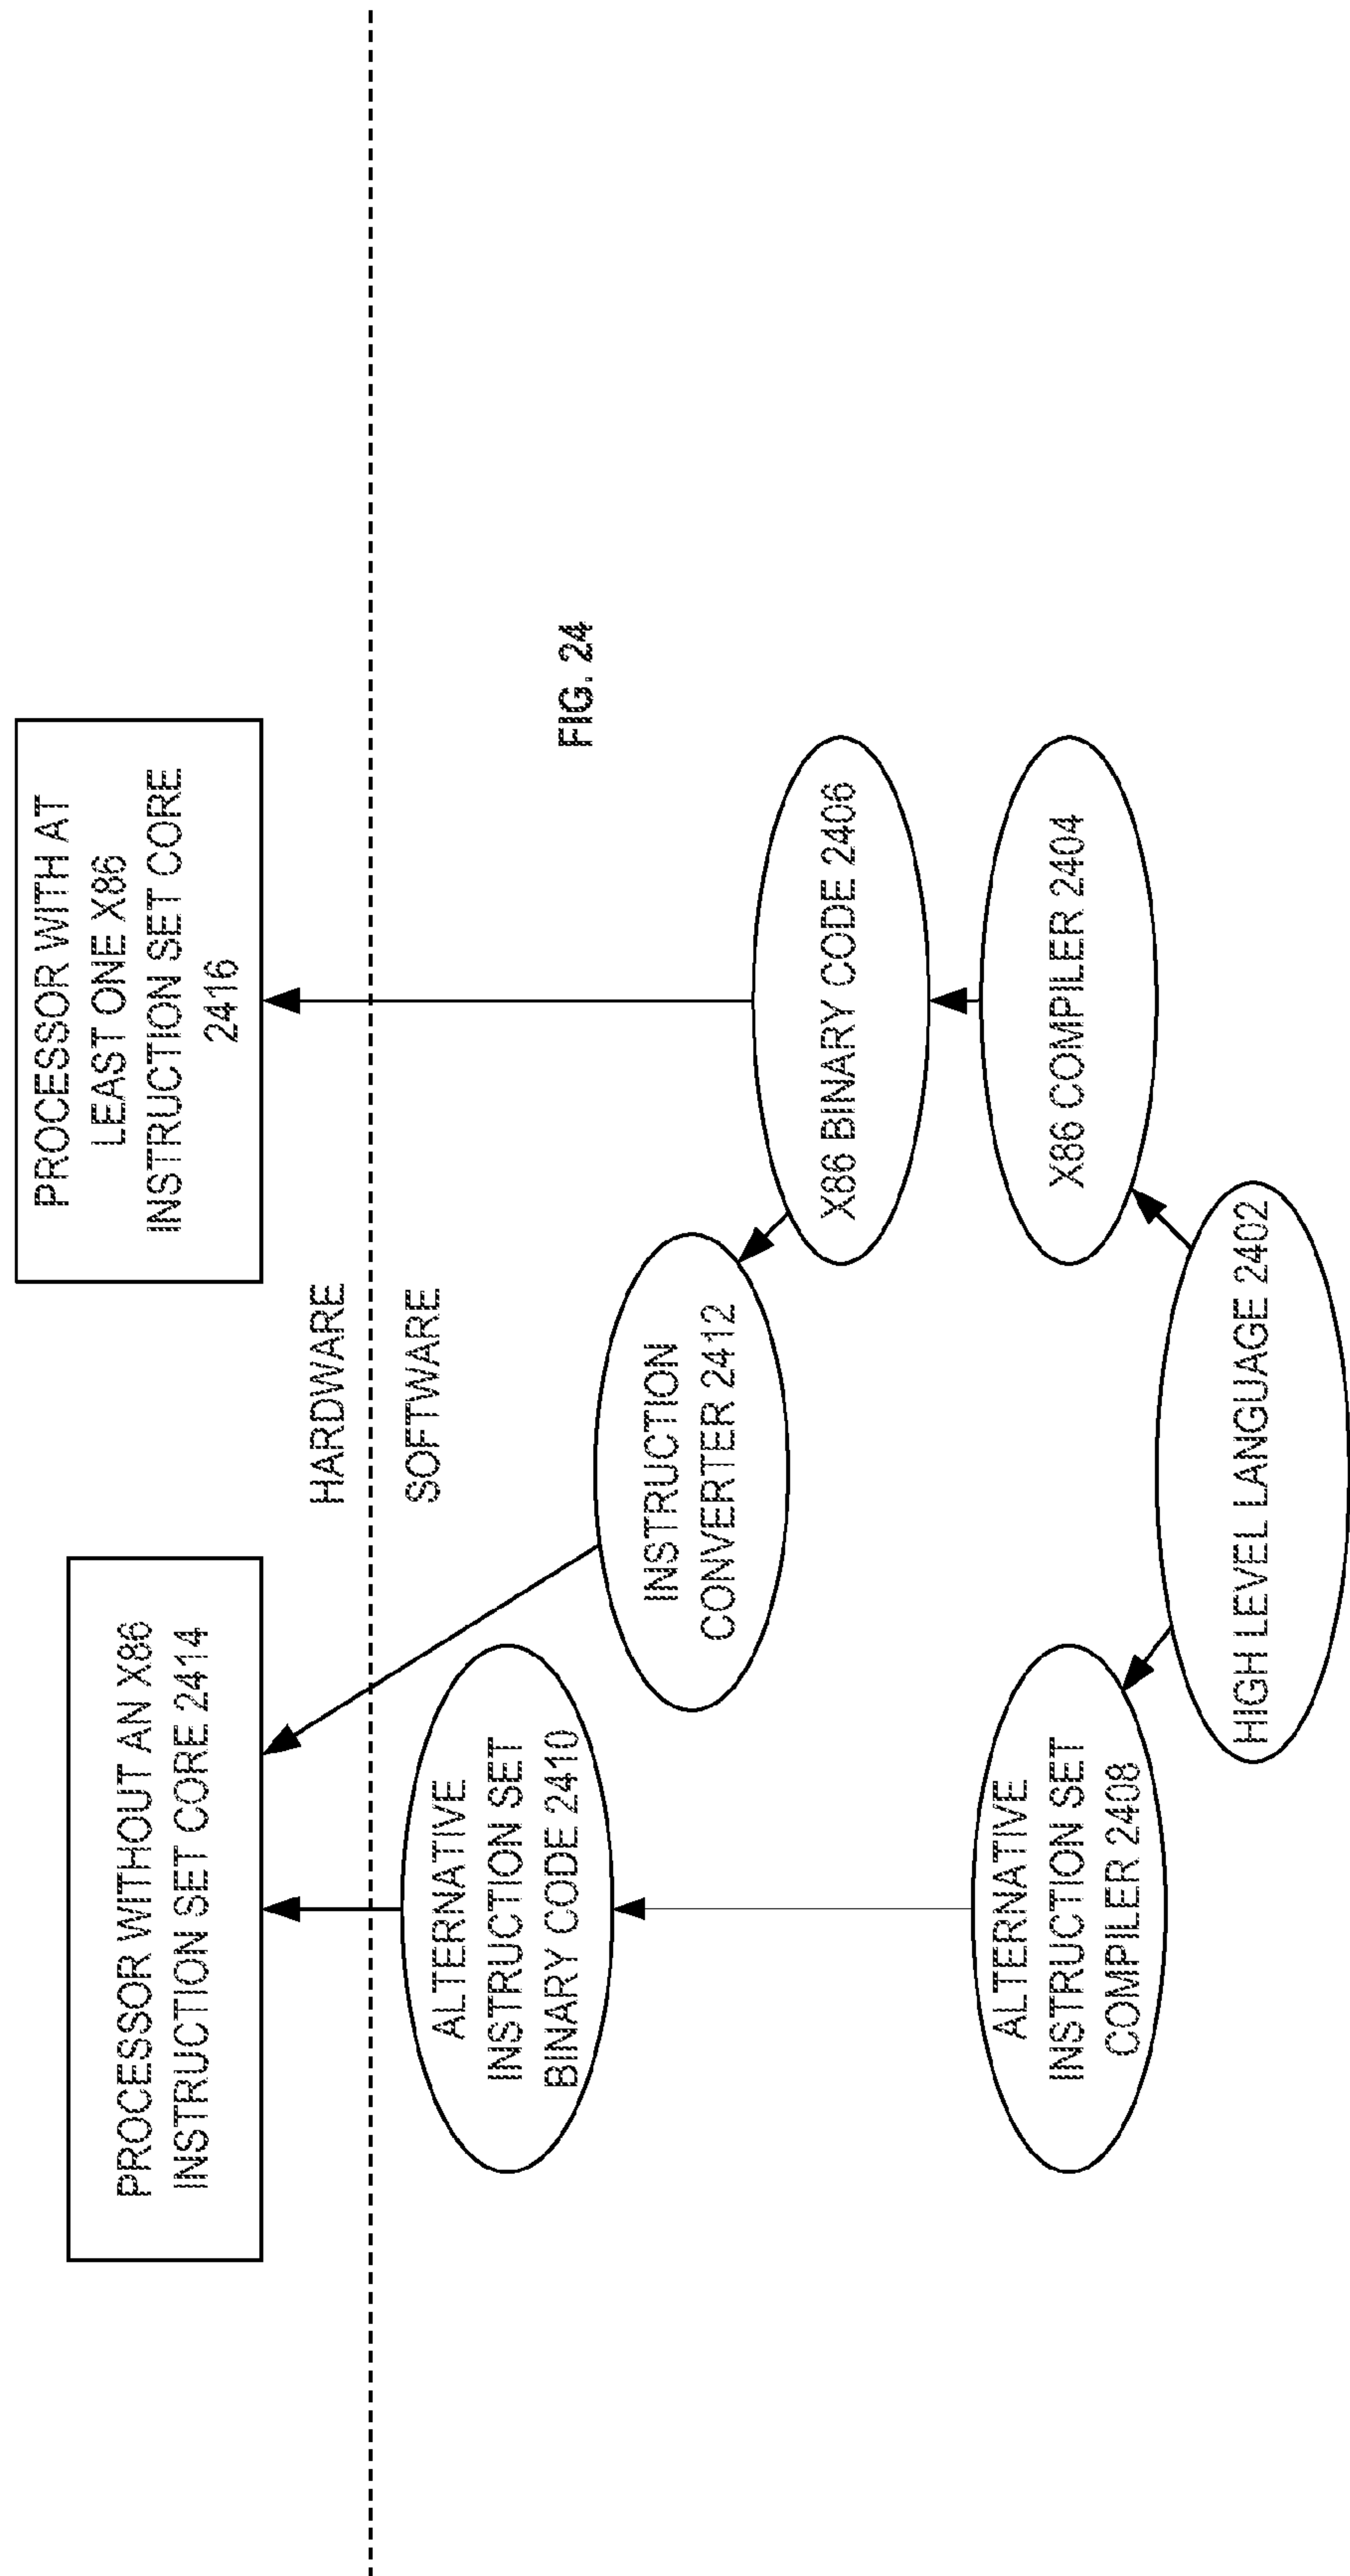 PROCESSOR WITHOUT AN X86
INSTRUCTION SET CORE 2414
PROCESSOR WITH AT
LEAST ONE X86
INSTRUCTION SET CORE
2416
HARDWARE
SOFTWARE
ALTERNATIVE
INSTRUCTION SET
BINARY CODE 2410
INSTRUCTION
CONVERTER 2412
FIG. 24
X86 BINARY CODE 2406
ALTERNATIVE
INSTRUCTION SET
COMPILER 2408
X86 COMPILER 2404
HIGH LEVEL LANGUAGE 2402